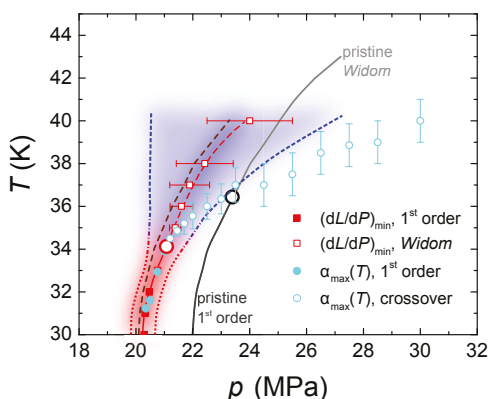 pristine
Widom
42
40
38
36
34
32
30
T (K)
(dL/dP)min, 1st order
(dL/dP)min, Widom
αmax(T), 1st order
αmax(T), crossover
pristine
1st order
18 20 22 24 26 28 30 32
p (MPa)